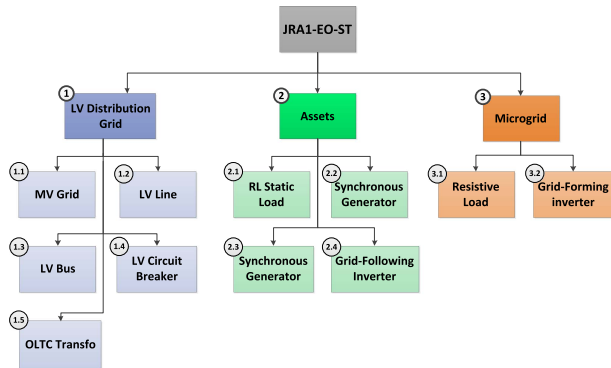 JRA1-EO-ST
1
LV Distribution
Grid
2
Assets
3
Microgrid
1.1
MV Grid
1.2
LV Line
2.1
RL Static
Load
2.2
Synchronous
Generator
3.1
Resistive
Load
3.2
Grid-Forming
inverter
1.3
LV Bus
1.4
LV Circuit
Breaker
2.3
Synchronous
Generator
2.4
Grid-Following
Inverter
1.5
OLTC Transfo